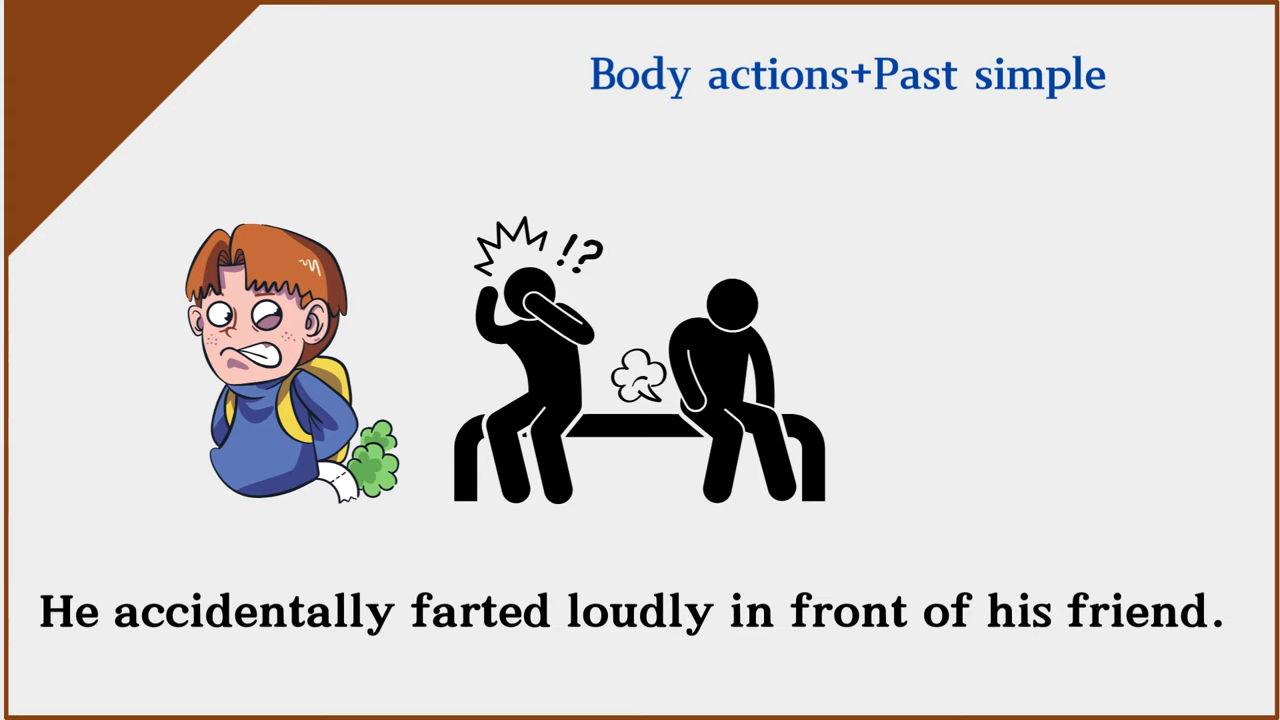 Body actions+Past simple
!?
He accidentally farted loudly in front of his friend.